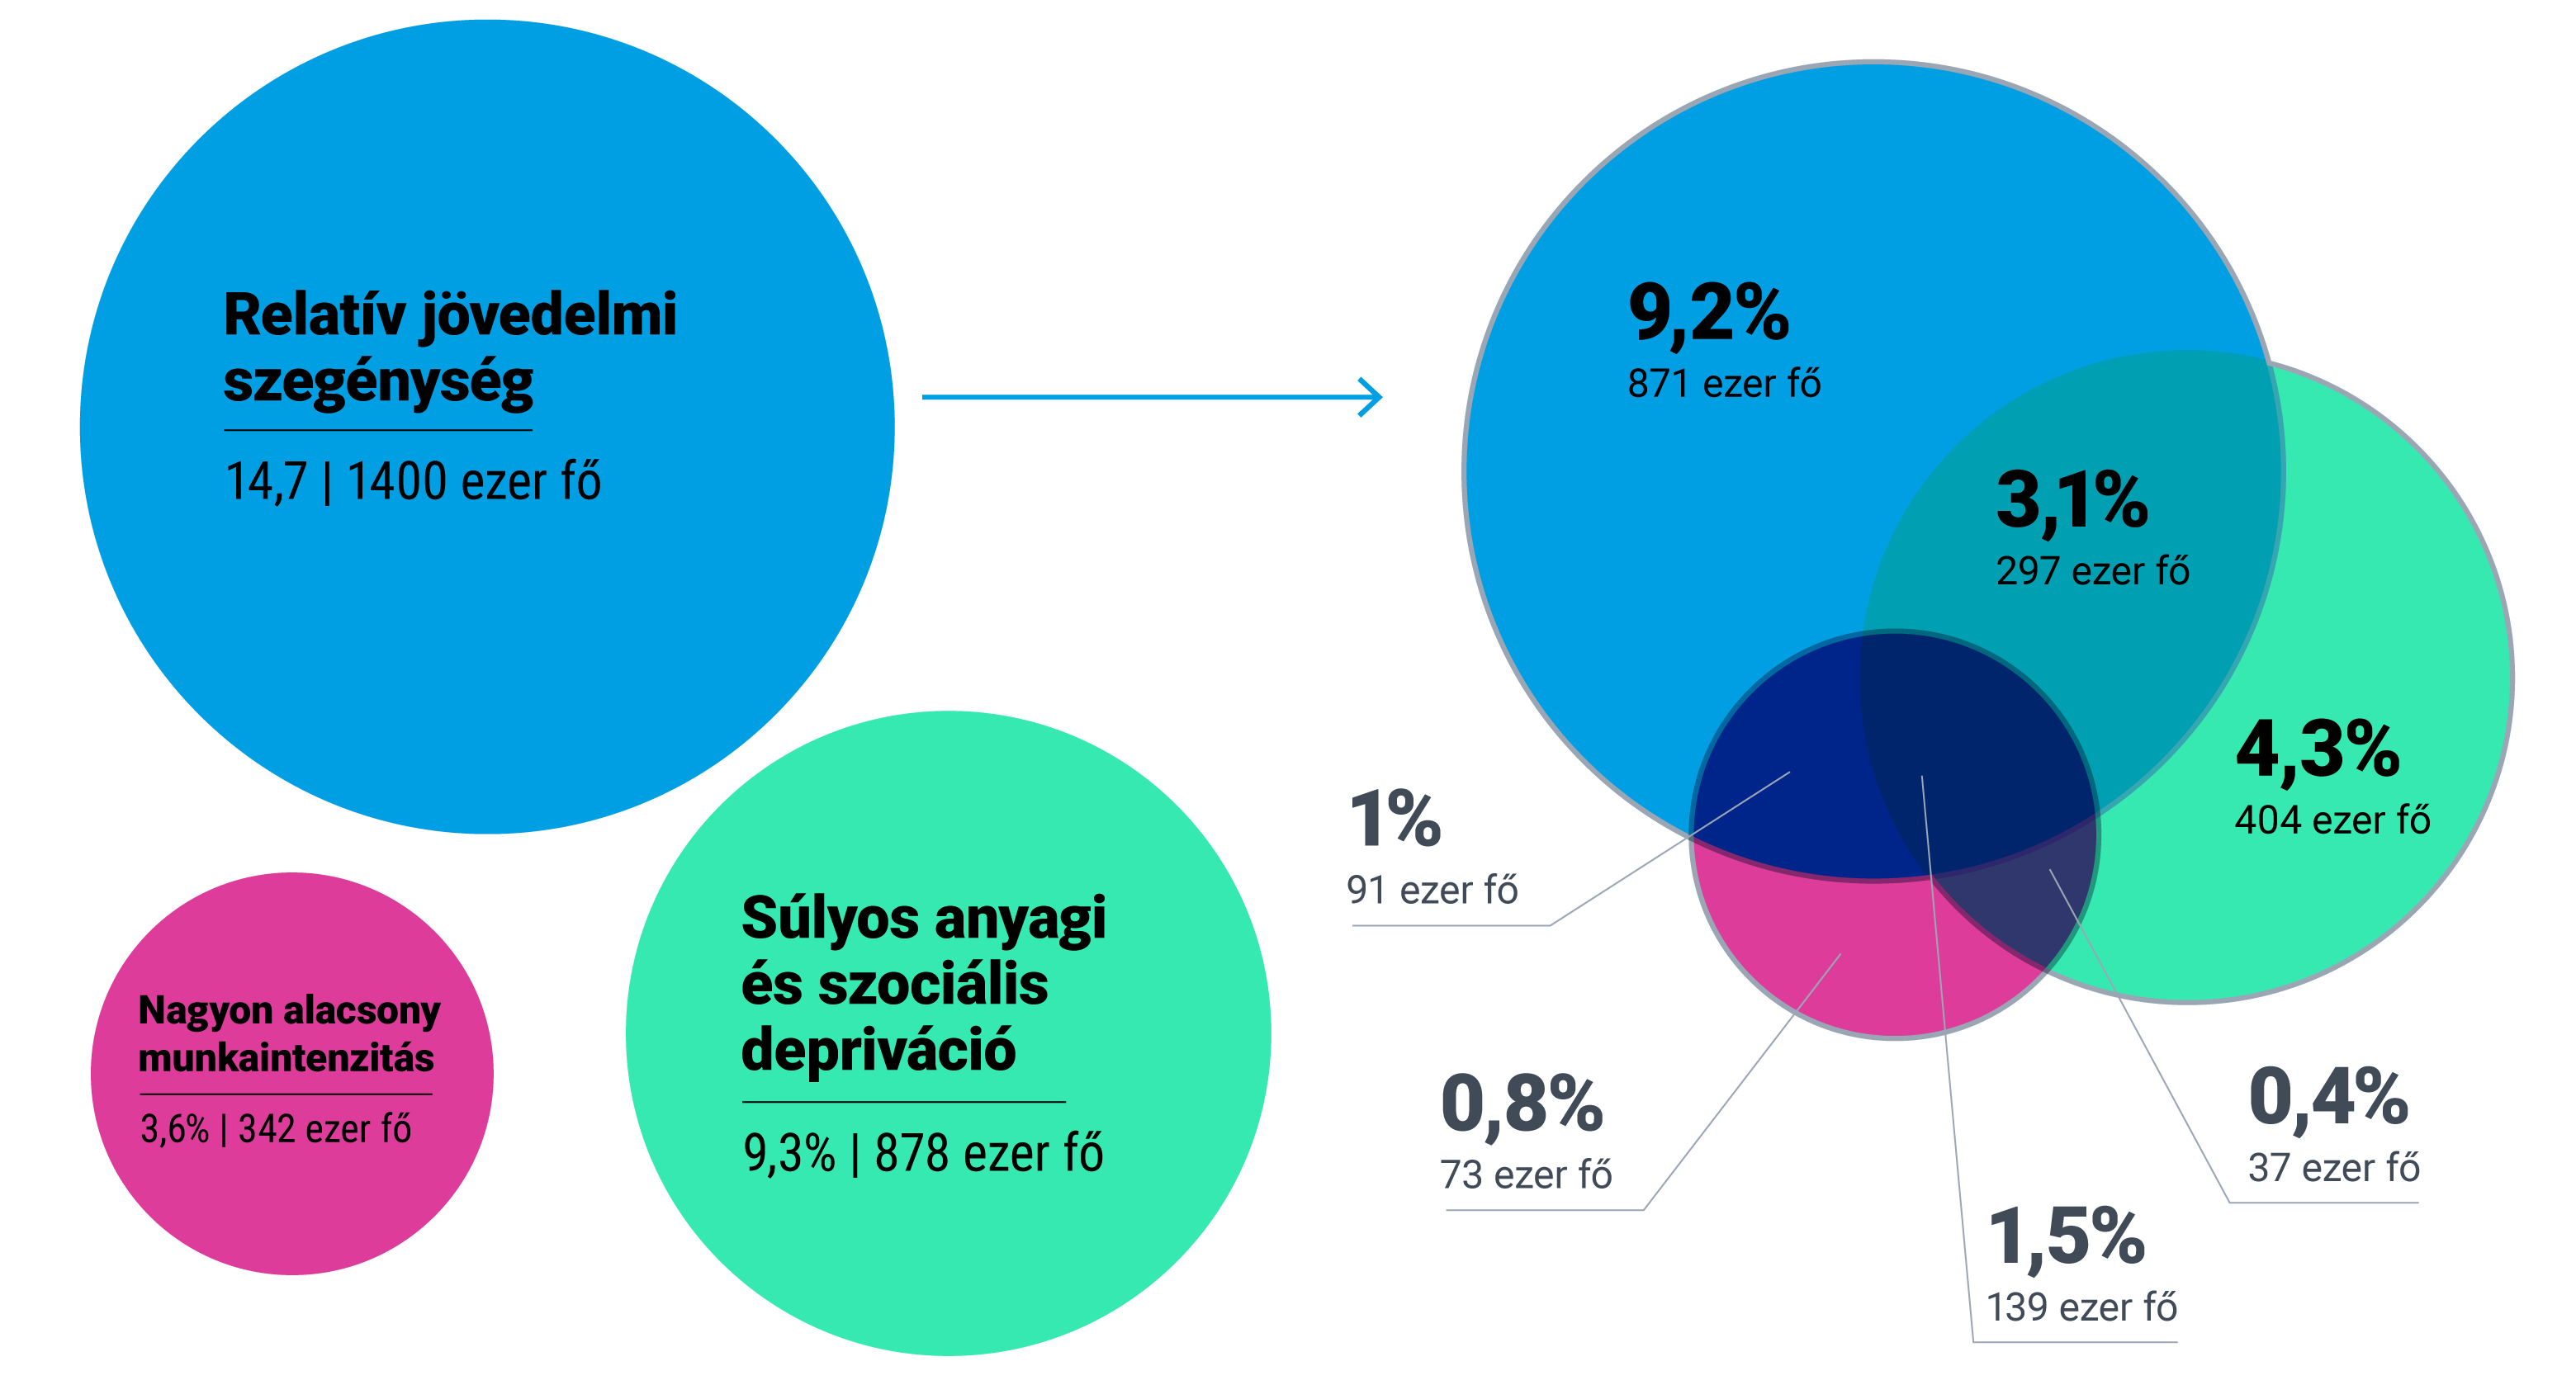 Relatív jövedelmi
szegénység
14,7 | 1400 ezer fő
Nagyon alacsony
munkaintenzitás
3,6% | 342 ezer fő
Súlyos anyagi
és szociális
depriváció
9,3% | 878 ezer fő
9,2%
871 ezer fő
3,1%
297 ezer fő
4,3%
404 ezer fő
1%
91 ezer fő
0,8%
73 ezer fő
0,4%
37 ezer fő
1,5%
139 ezer fő